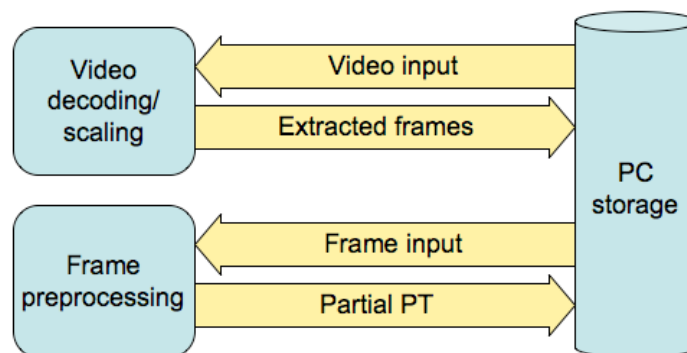 Video
decoding/
scaling
Video input
Extracted frames
PC
storage
Frame
preprocessing
Frame input
Partial PT